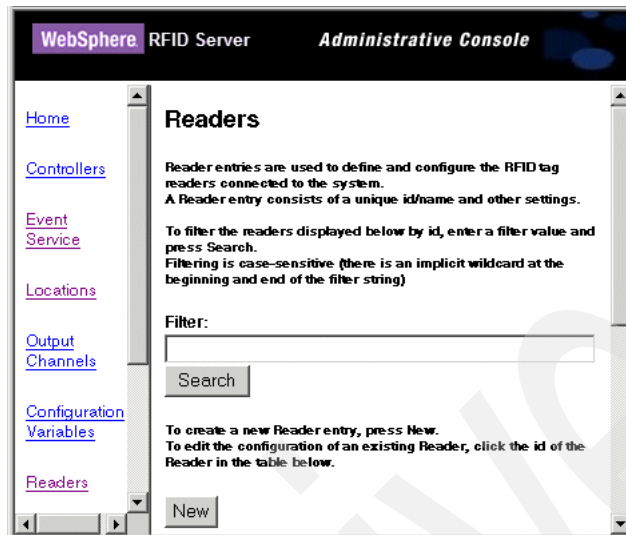 WebSphere. RFID Server Administrative Console
Home
Controllers
Event
Service
Locations
Output
Channels
Configuration
Variables
Readers
Readers
Reader entries are used to define and configure the RFID tag
readers connected to the system.
A Reader entry consists of a unique id/name and other settings.
To filter the readers displayed below by id, enter a filter value and
press Search.
Filtering is case-sensitive (there is an implicit wildcard at the
beginning and end of the filter string)
Filter:
Search
To create a new Reader entry, press New.
To edit the configuration of an existing Reader, click the id of the
Reader in the table below.
New